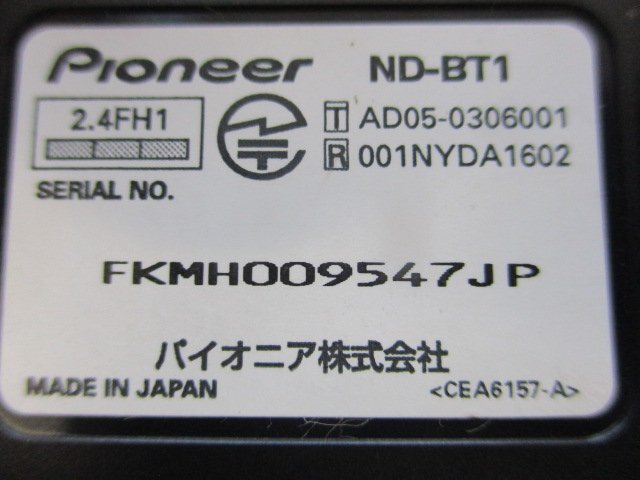 Pioneer ND-BT1
2.4FH1
T AD05-0306001
R 001NYDA1602
SERIAL NO.
FKMH009547JP
パイオニア株式会社
MADE IN JAPAN <CEA6157-A>